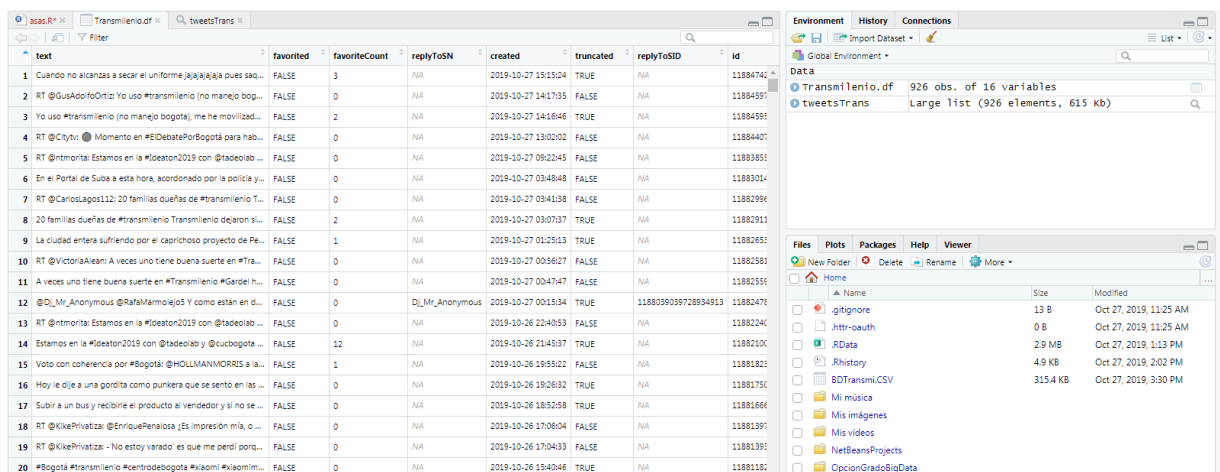 asas.R* × Transmilenio.df × tweetsTrans ×
Filter
text favorited favoriteCount replyToSN created truncated replyToSID id
1 Cuando no alcanzas a secar el uniforme jajajajajaja pues saq... FALSE 3 NA 2019-10-27 15:15:24 TRUE NA 11884742
2 RT @GusAdolfoOrtiz: Yo uso #transmilenio (no manejo bog... FALSE 0 NA 2019-10-27 14:17:35 FALSE NA 11884597
3 Yo uso #transmilenio (no manejo bogota), me he movilizad... FALSE 2 NA 2019-10-27 14:16:46 TRUE NA 11884595
4 RT @Citytv: Momento en #ElDebatePorBogotá para hab... FALSE 0 NA 2019-10-27 13:02:02 FALSE NA 11884407
5 RT @ntmorita: Estamos en la #Ideaton2019 con @tadeolab ... FALSE 0 NA 2019-10-27 09:22:45 FALSE NA 11883855
6 En el Portal de Suba a esta hora, acordonado por la policía y... FALSE 0 NA 2019-10-27 03:48:48 FALSE NA 11883014
7 RT @CarlosLagos112: 20 familias dueñas de #transmilenio T... FALSE 0 NA 2019-10-27 03:41:38 FALSE NA 11882996
8 20 familias dueñas de #transmilenio Transmilenio dejaron si... FALSE 2 NA 2019-10-27 03:07:37 TRUE NA 11882911
9 La ciudad entera sufriendo por el caprichoso proyecto de Pe... FALSE 1 NA 2019-10-27 01:25:13 TRUE NA 11882653
10 RT @VictoriaAlean: A veces uno tiene buena suerte en #Tra... FALSE 0 NA 2019-10-27 00:56:27 FALSE NA 11882581
11 A veces uno tiene buena suerte en #Transmilenio #Gardel h... FALSE 0 NA 2019-10-27 00:47:47 FALSE NA 11882559
12 @Dj_Mr_Anonymous @RafaMarmolejo5 Y como están en d... FALSE 0 Dj_Mr_Anonymous 2019-10-27 00:15:34 TRUE 1188039039728934913 11882478
13 RT @ntmorita: Estamos en la #Ideaton2019 con @tadeolab ... FALSE 0 NA 2019-10-26 22:40:53 FALSE NA 11882240
14 Estamos en la #Ideaton2019 con @tadeolab y @cucbogota ... FALSE 12 NA 2019-10-26 21:45:37 TRUE NA 11882100
15 Voto con coherencia por #Bogotá: @HOLLMANMORRIS a la... FALSE 1 NA 2019-10-26 19:55:22 FALSE NA 11881823
16 Hoy le dije a una gordita como punkera que se sentó en las ... FALSE 0 NA 2019-10-26 19:26:32 TRUE NA 11881750
17 Subir a un bus y recibirle el producto al vendedor y si no se ... FALSE 0 NA 2019-10-26 18:52:58 TRUE NA 11881666
18 RT @KikePrivatiza: @EnriquePenalosa ¿Es impresión mía, o ... FALSE 0 NA 2019-10-26 17:06:04 FALSE NA 11881397
19 RT @KikePrivatiza: -'No estoy varado' es que me perdí porq... FALSE 0 NA 2019-10-26 17:04:33 FALSE NA 11881393
20 #Bogotá #transmilenio #centrodebogota #xiaomi #xiaomim... FALSE 0 NA 2019-10-26 15:40:46 TRUE NA 11881182
Environment History Connections
Import Dataset List
Global Environment
Data
Transmilenio.df 926 obs. of 16 variables
tweetsTrans Large list (926 elements, 615 Kb)
Files Plots Packages Help Viewer
New Folder Delete Rename More
Home ...
Name Size Modified
.gitignore 13 B Oct 27, 2019, 11:25 AM
.httr-oauth 0 B Oct 27, 2019, 11:25 AM
.RData 2.9 MB Oct 27, 2019, 1:13 PM
.Rhistory 4.9 KB Oct 27, 2019, 2:02 PM
BDTransmi.CSV 315.4 KB Oct 27, 2019, 3:30 PM
Mi música
Mis imágenes
Mis vídeos
NetBeansProjects
OpcionGradoBigData